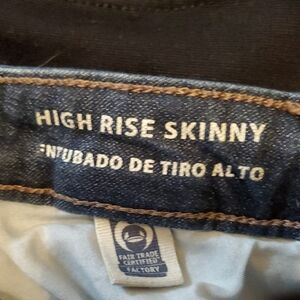 HIGH RISE SKINNY
ENTUBADO DE TIRO ALTO
FAIR TRADE
CERTIFIED
FACTORY